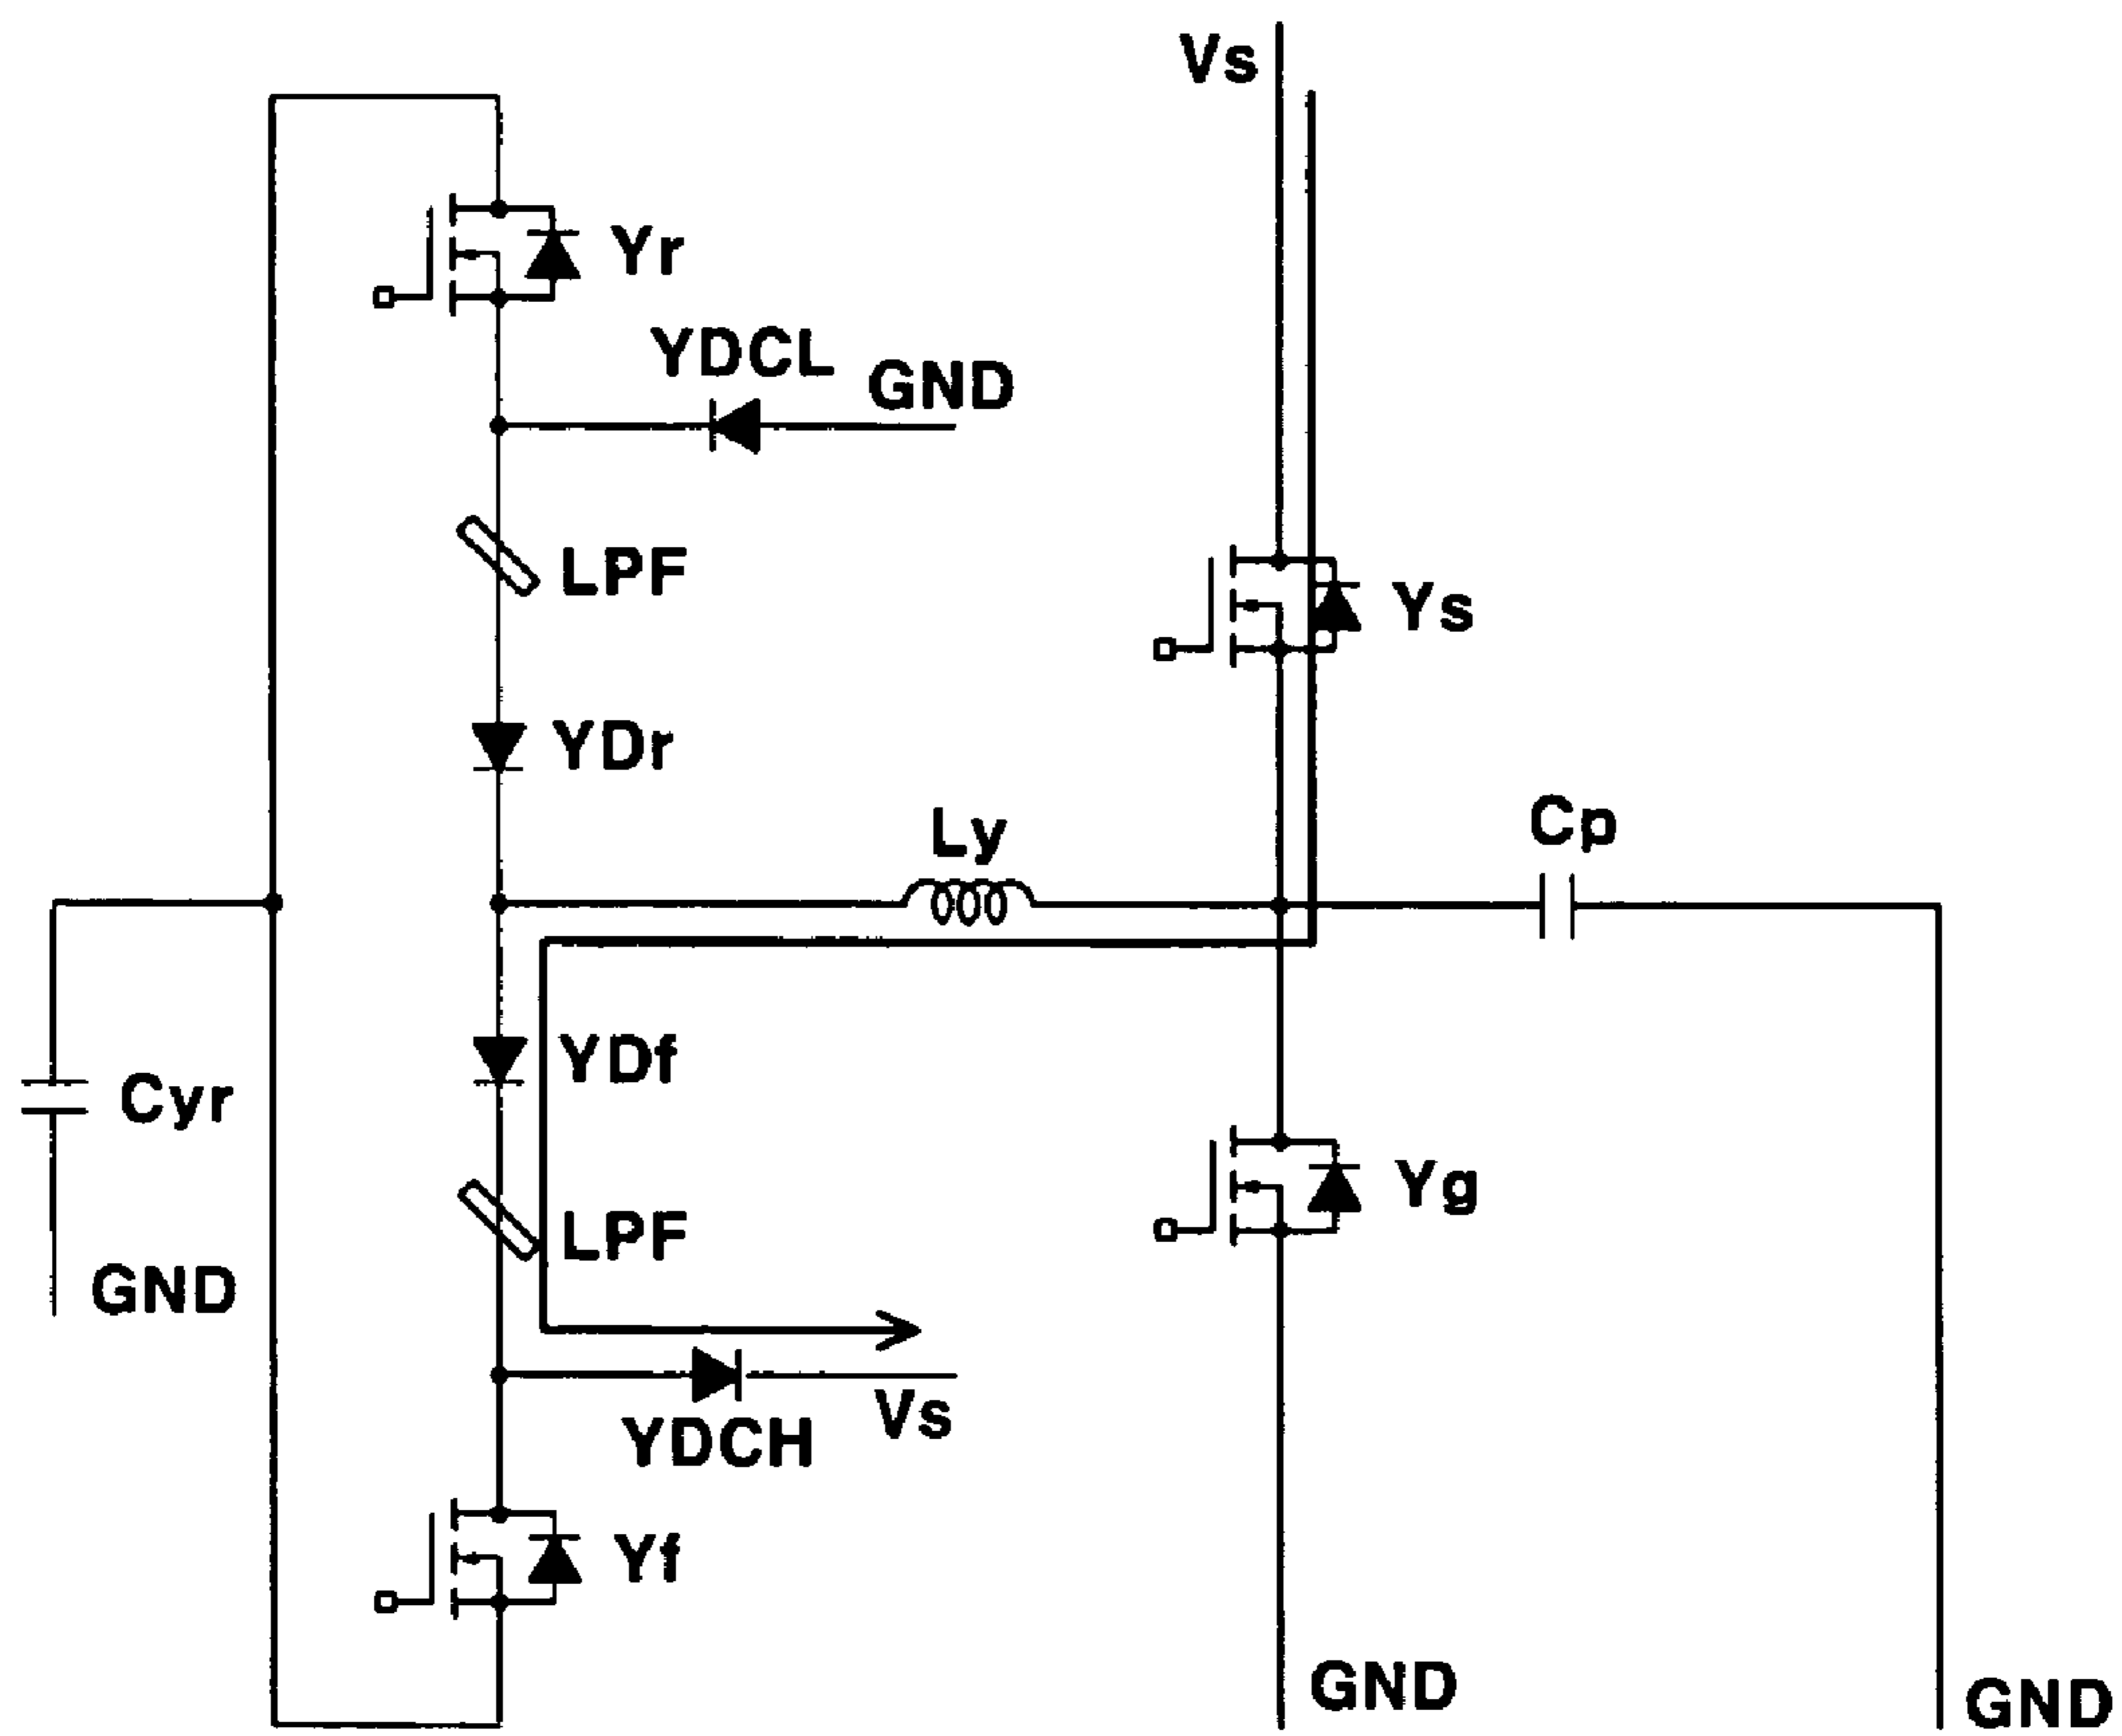 Vs
Yr
YDCL
GND
LPF
Ys
YDr
Ly
Cp
YDf
Cyr
Yg
LPF
GND
Vs
YDCH
Yf
GND
GND